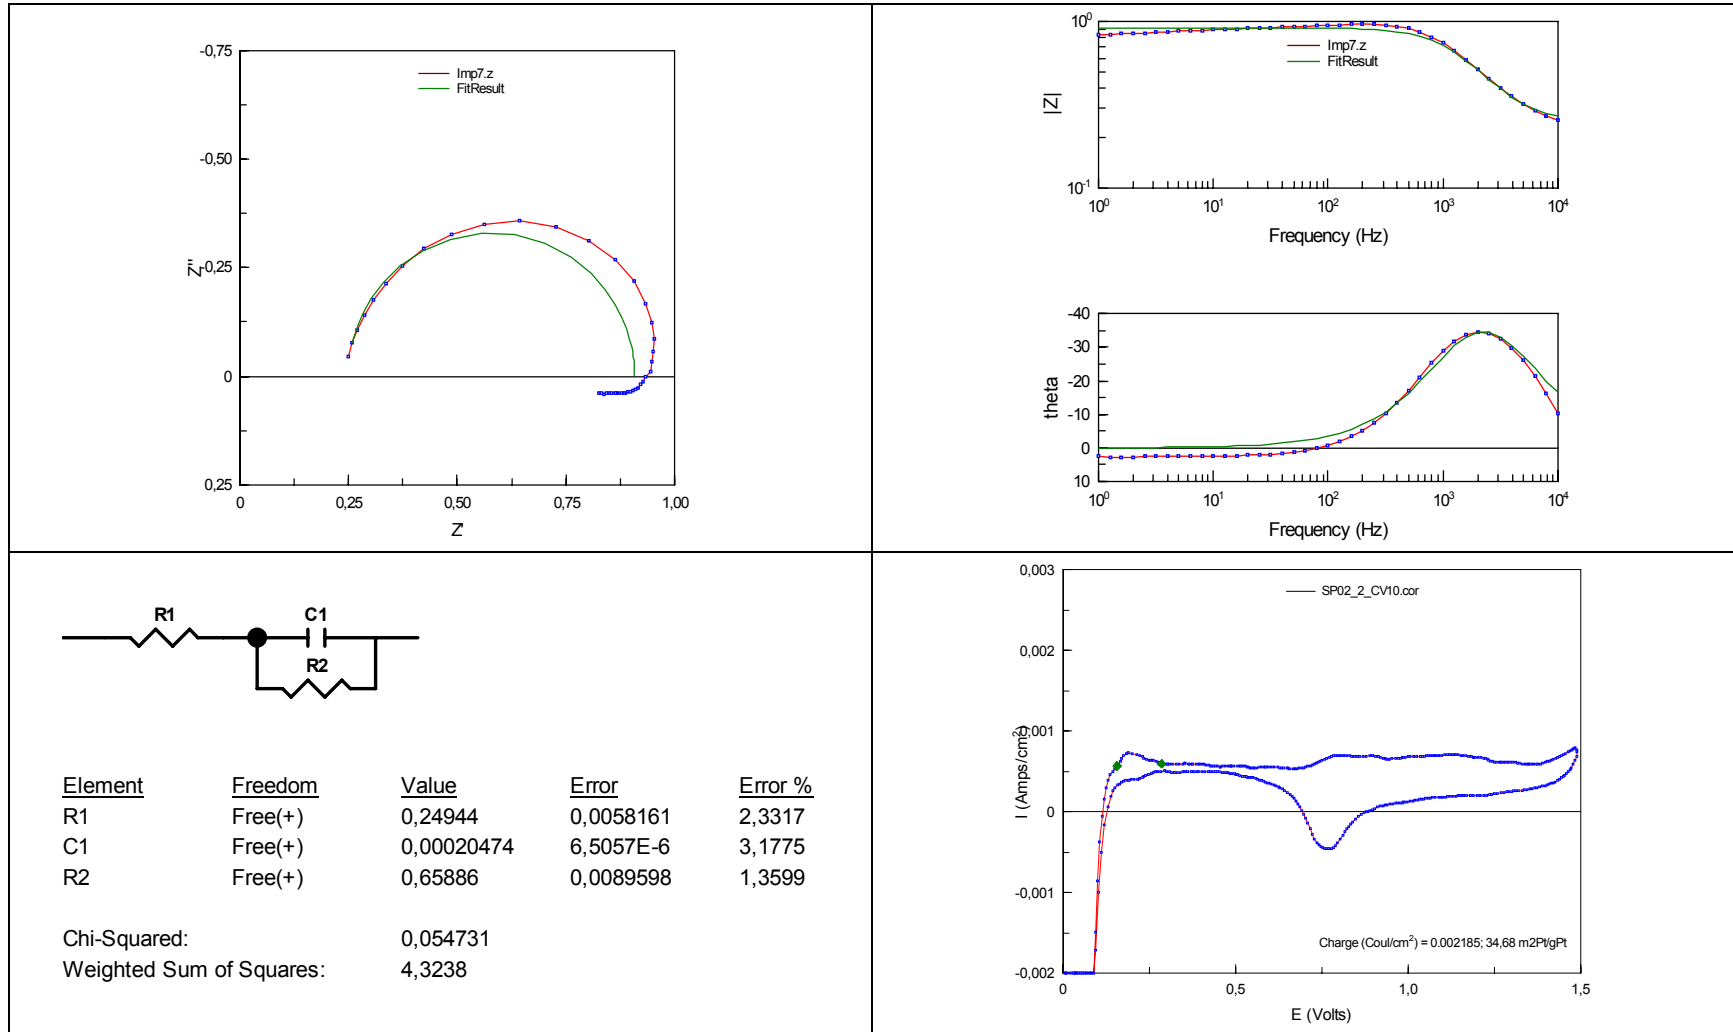 -0,75
-0,50
-0,25
0
0,25
Z''
Imp7.z
FitResult
0 0,25 0,50 0,75 1,00
Z'
10^0
10^-1
|Z|
Imp7.z
FitResult
10^0 10^1 10^2 10^3 10^4
Frequency (Hz)
-40
-30
-20
-10
0
10
theta
10^0 10^1 10^2 10^3 10^4
Frequency (Hz)
R1 C1
R2
Element Freedom Value Error Error %
R1 Free(+) 0,24944 0,0058161 2,3317
C1 Free(+) 0,00020474 6,5057E-6 3,1775
R2 Free(+) 0,65886 0,0089598 1,3599
Chi-Squared: 0,054731
Weighted Sum of Squares: 4,3238
0,003
0,002
0,001
0
-0,001
-0,002
I (Amps/cm²)
SP02_2_CV10.cor
Charge (Coul/cm²) = 0.002185; 34,68 m2Pt/gPt
0 0,5 1,0 1,5
E (Volts)